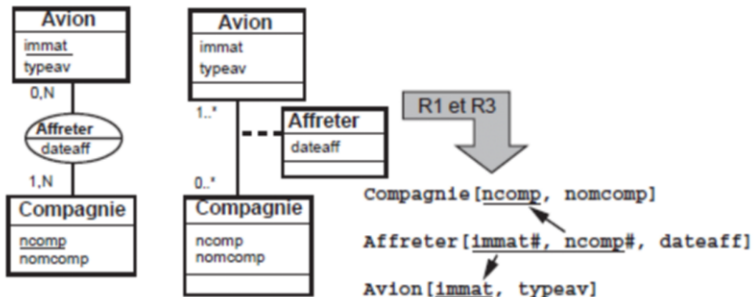 Avion
immat
typeav
0,N
Affreter
dateaff
1,N
Compagnie
ncomp
nomcomp
Avion
immat
typeav
1..*
Affreter
dateaff
0..*
Compagnie
ncomp
nomcomp
R1 et R3
Compagnie[ncomp, nomcomp]
Affreter[immat#, ncomp#, dateaff]
Avion[immat, typeav]